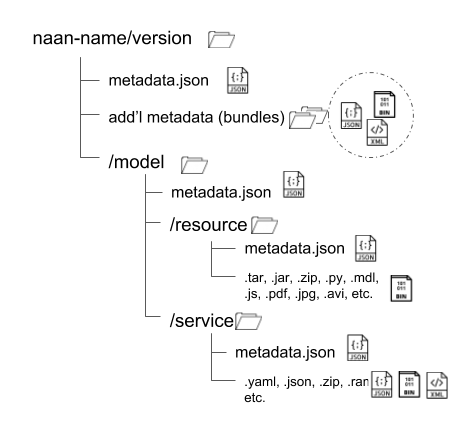 naan-name/version
metadata.json
{:}
JSON
add'l metadata (bundles)
{:}
JSON
101
011
BIN
</>
XML
/model
metadata.json
{:}
JSON
/resource
metadata.json
{:}
JSON
.tar, .jar, .zip, .py, .mdl,
.js, .pdf, .jpg, .avi, etc.
101
011
BIN
/service
metadata.json
{:}
JSON
.yaml, .json, .zip, .ram
etc.
{:}
JSON
101
011
BIN
</>
XML